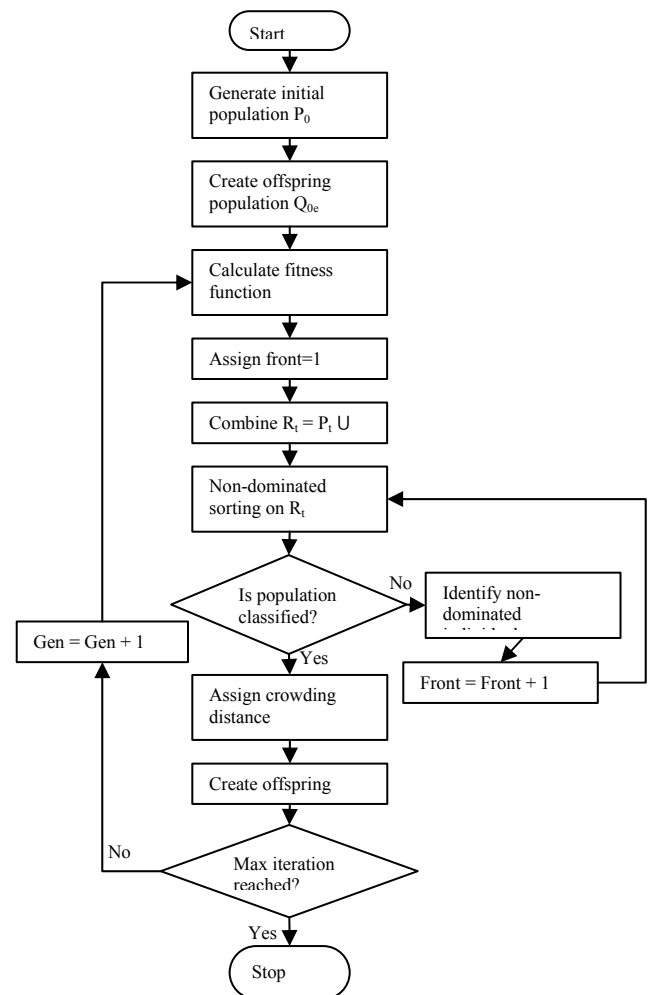 Start
Generate initial
population P₀
Create offspring
population Q₀ₑ
Calculate fitness
function
Assign front=1
Combine Rₜ = Pₜ ∪
Non-dominated
sorting on Rₜ
Is population
classified?
No
Identify non-
dominated
Front = Front + 1
Yes
Gen = Gen + 1
Assign crowding
distance
Create offspring
Max iteration
reached?
No
Yes
Stop